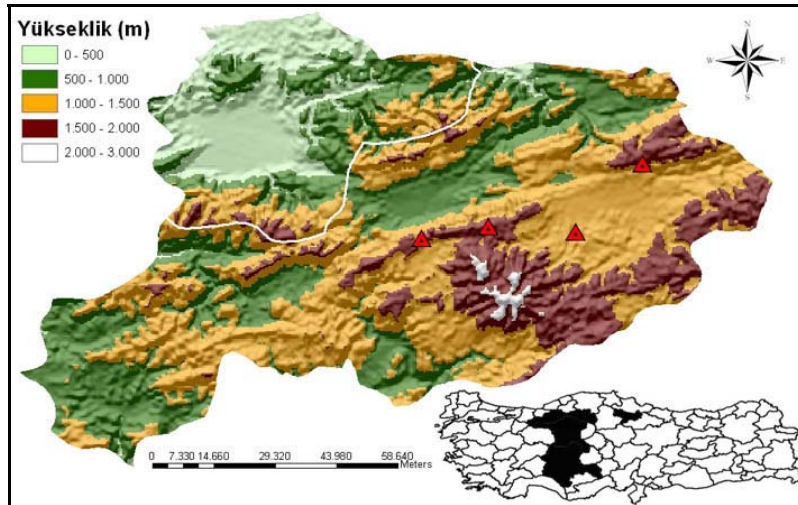 Yükseklik (m)
0 - 500
500 - 1.000
1.000 - 1.500
1.500 - 2.000
2.000 - 3.000
N
W E
S
0 7.330 14.660 29.320 43.980 58.640
Meters